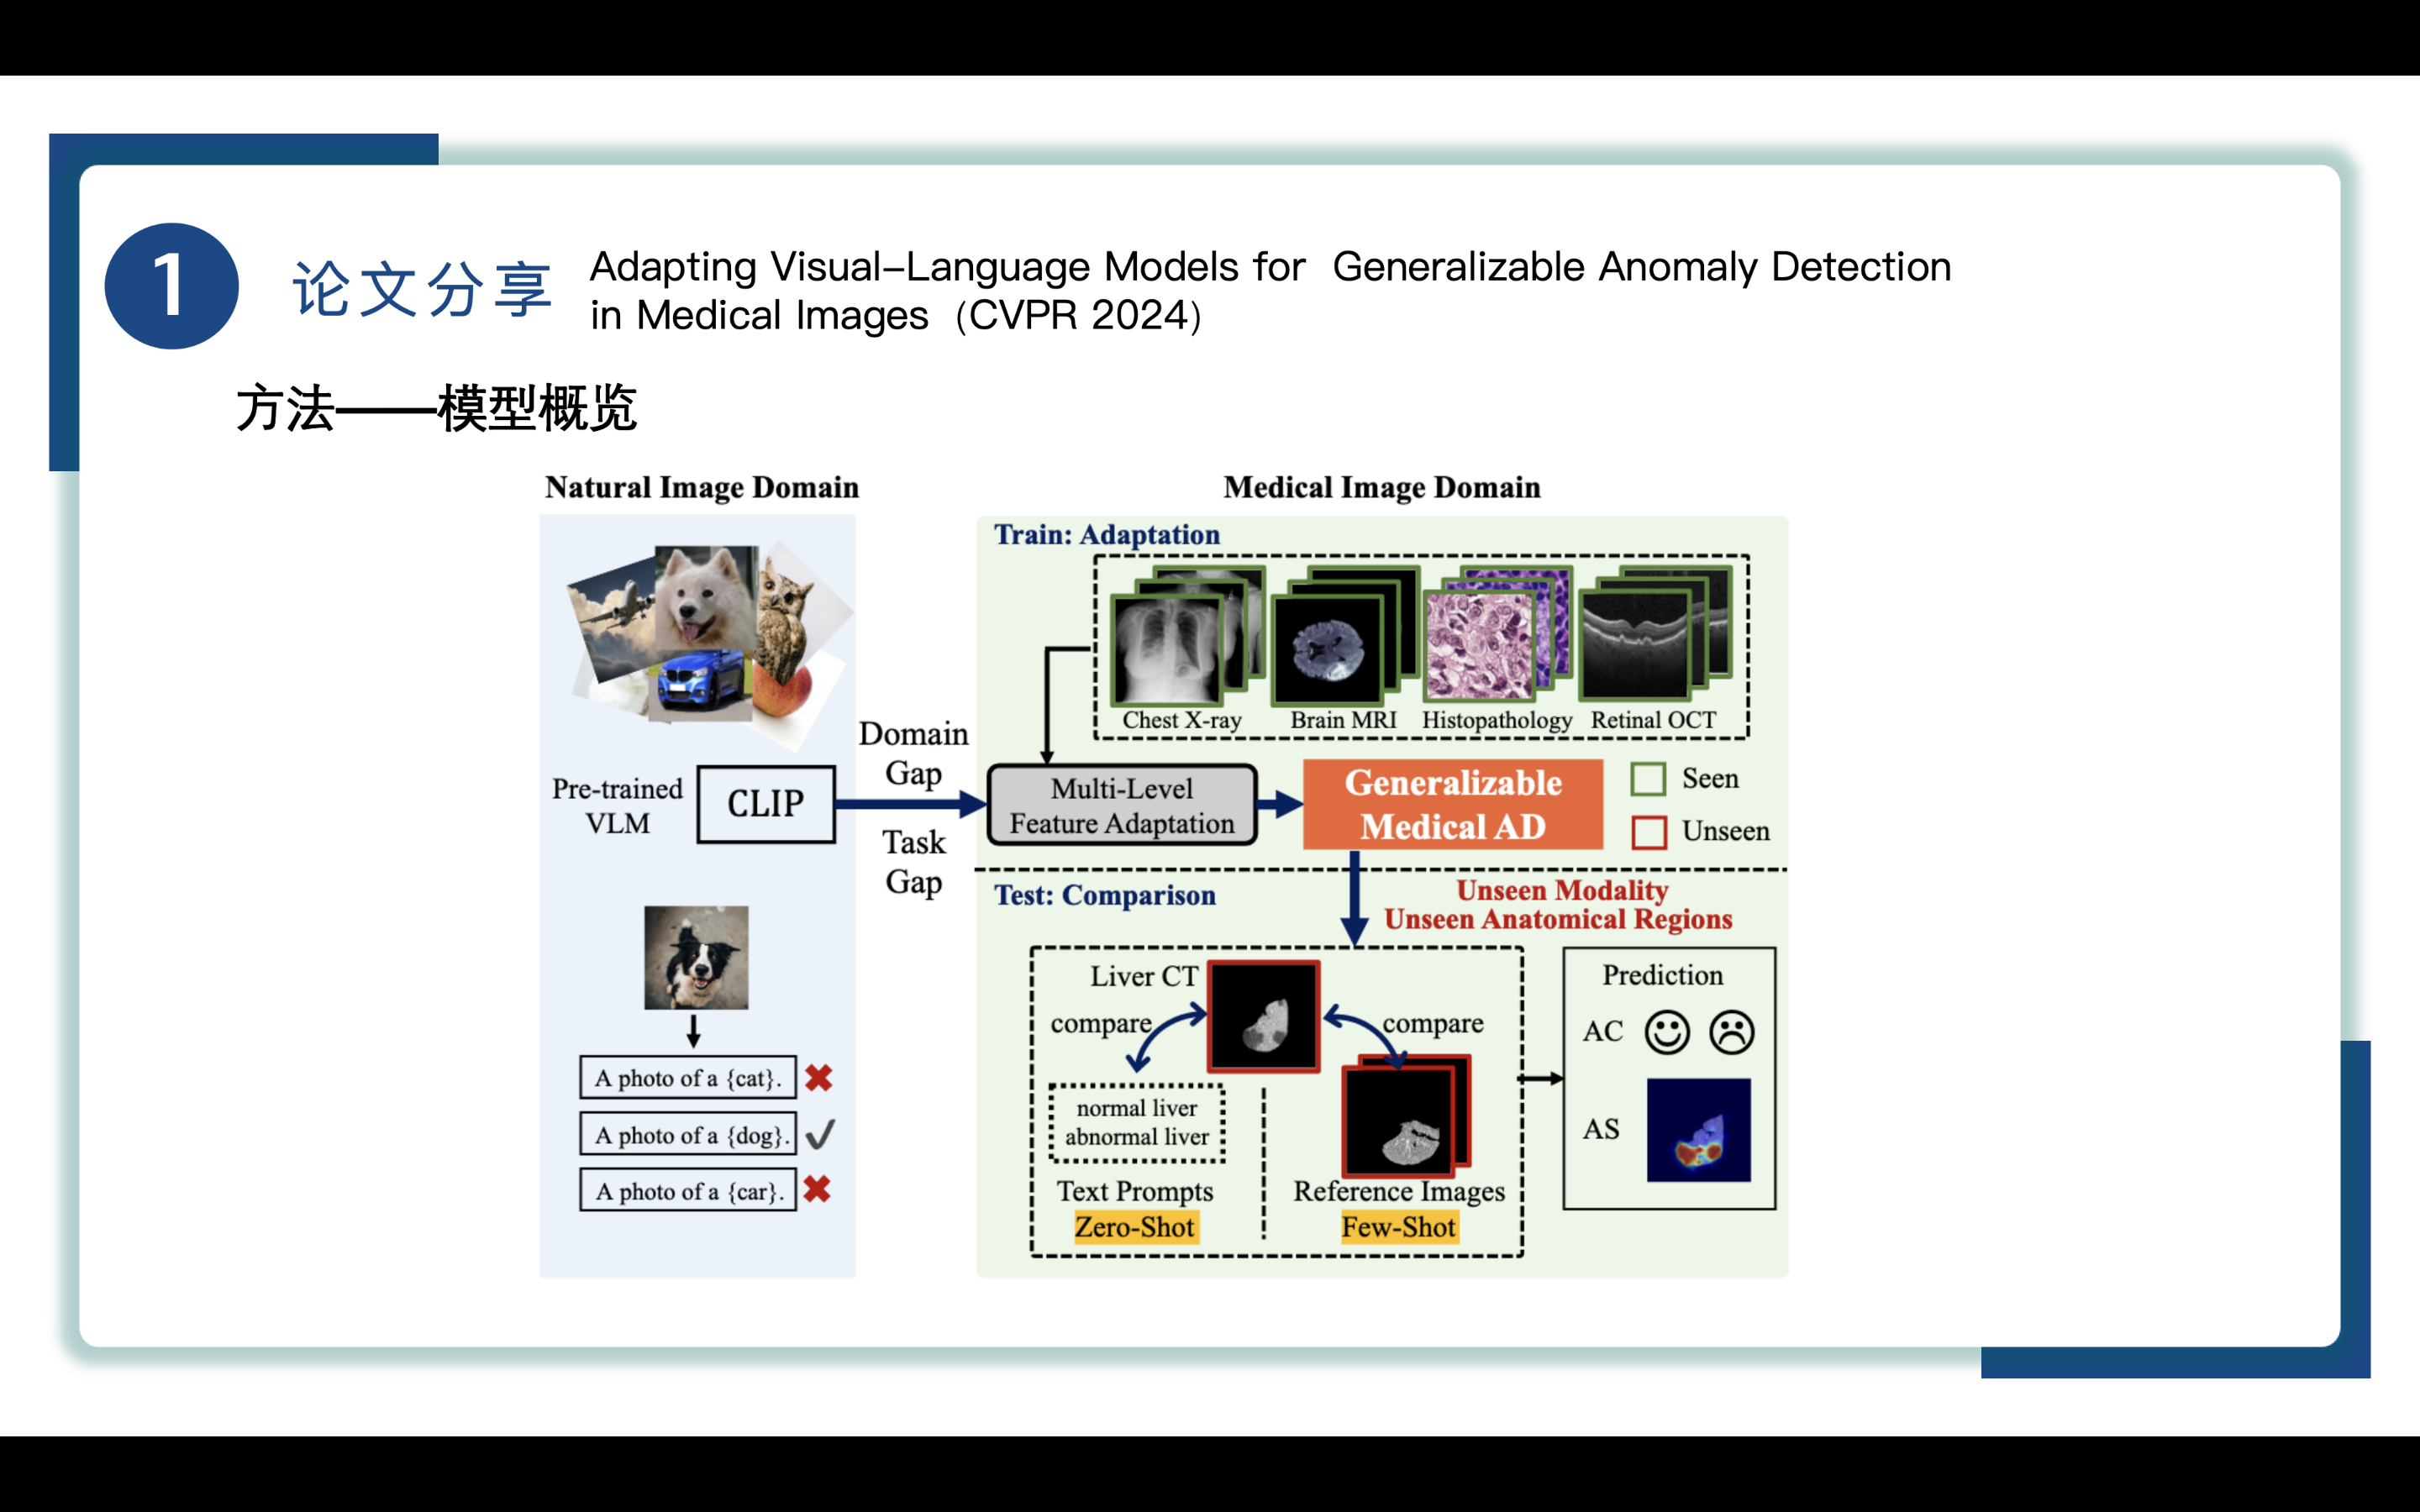 1
论文分享
Adapting Visual-Language Models for Generalizable Anomaly Detection
in Medical Images（CVPR 2024）
方法——模型概览
Natural Image Domain
Pre-trained
VLM
CLIP
A photo of a {cat}.
A photo of a {dog}.
A photo of a {car}.
Domain
Gap
Task
Gap
Medical Image Domain
Train: Adaptation
Chest X-ray
Brain MRI
Histopathology
Retinal OCT
Multi-Level
Feature Adaptation
Generalizable
Medical AD
Seen
Unseen
Test: Comparison
Unseen Modality
Unseen Anatomical Regions
Liver CT
compare
compare
normal liver
abnormal liver
Text Prompts
Zero-Shot
Reference Images
Few-Shot
Prediction
AC
AS